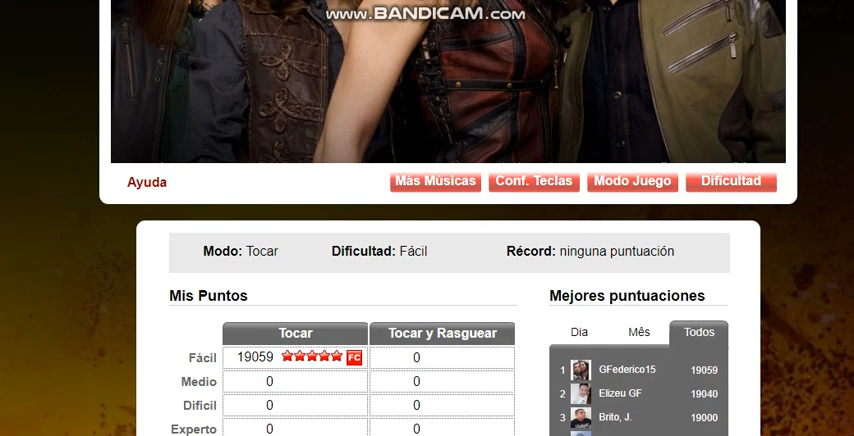 www.BANDICAM.com
Ayuda
Más Músicas
Conf. Teclas
Modo Juego
Dificultad
Modo: Tocar
Dificultad: Fácil
Récord: ninguna puntuación
Mis Puntos
Tocar
Tocar y Rasguear
Fácil 19059 FC 0
Medio 0 0
Dificil 0 0
Experto 0 0
Mejores puntuaciones
Dia Mês Todos
1 GFederico15 19059
2 Elizeu GF 19040
3 Brito, J. 19000